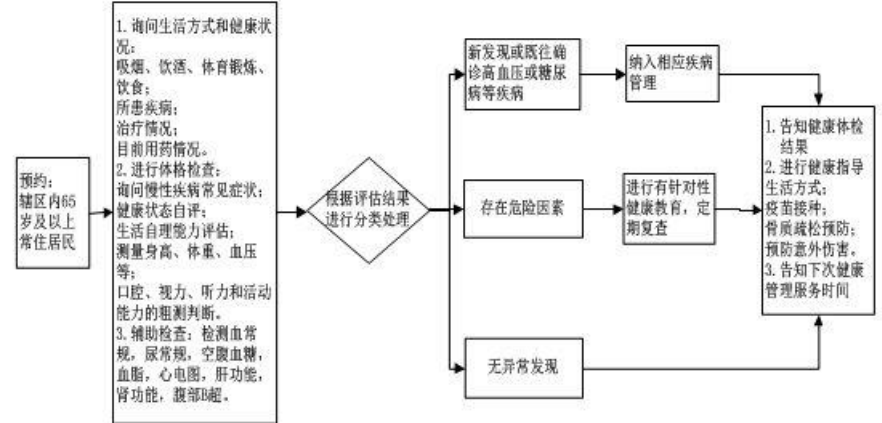 预约：
辖区内65
岁及以上
常住居民
1.询问生活方式和健康状
况：
吸烟、饮酒、体育锻炼、
饮食；
所患疾病；
治疗情况；
目前用药情况。
2.进行体格检查：
询问慢性疾病常见症状；
健康状态自评；
生活自理能力评估；
测量身高、体重、血压
等；
口腔、视力、听力和活动
能力的粗测判断。
3.辅助检查：检测血常
规，尿常规，空腹血糖，
血脂，心电图，肝功能，
肾功能，腹部B超。
根据评估结果
进行分类处理
新发现或既往确
诊高血压或糖尿
病等疾病
纳入相应疾病
管理
存在危险因素
进行有针对性
健康教育，定
期复查
无异常发现
1.告知健康体检
结果
2.进行健康指导
生活方式；
疫苗接种；
骨质疏松预防；
预防意外伤害。
3.告知下次健康
管理服务时间